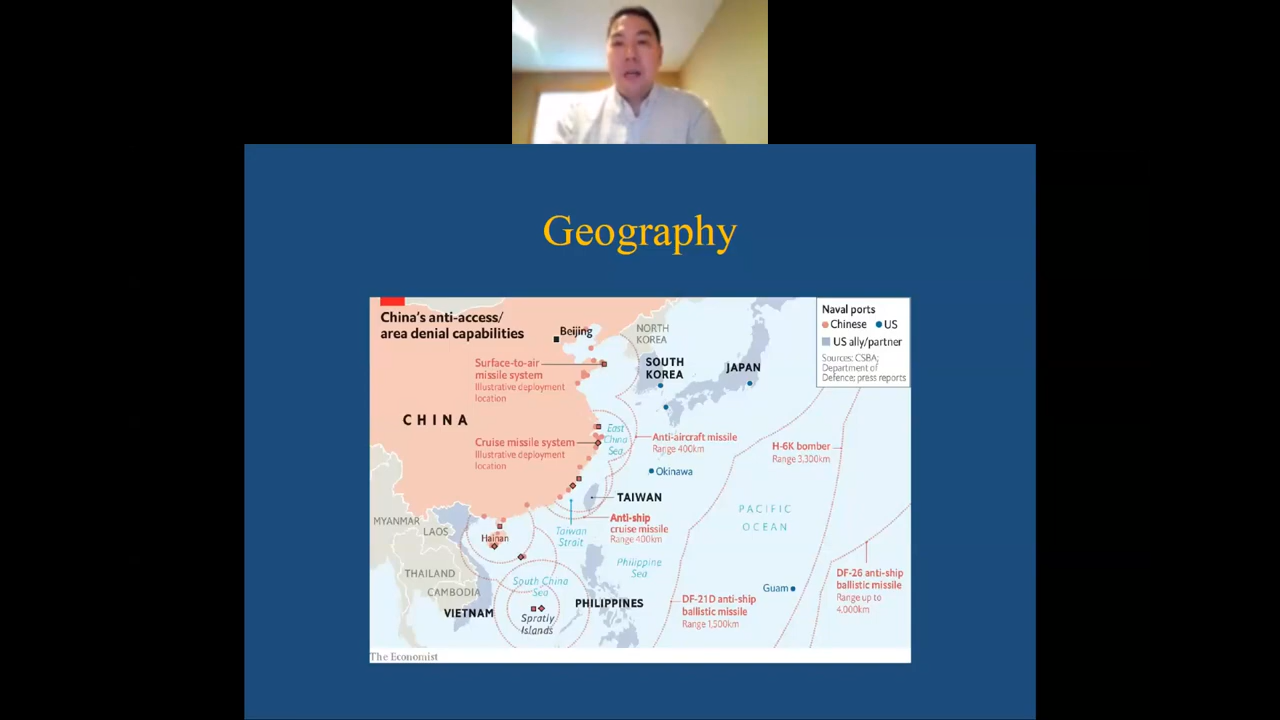 Geography
China's anti-access/
area denial capabilities
Naval ports
Chinese
US
US ally/partner
Sources: CSBA;
Department of
Defence; press reports
Beijing
NORTH
KOREA
SOUTH
KOREA
JAPAN
Surface-to-air
missile system
Illustrative deployment
location
CHINA
Cruise missile system
Illustrative deployment
location
East
China
Sea
Anti-aircraft missile
Range 400km
H-6K bomber
Range 3,300km
Okinawa
TAIWAN
PACIFIC
OCEAN
Anti-ship
cruise missile
Range 400km
Taiwan
Strait
MYANMAR
LAOS
Hainan
Philippine
Sea
THAILAND
CAMBODIA
South China
Sea
VIETNAM
Spratly
Islands
PHILIPPINES
Guam
DF-21D anti-ship
ballistic missile
Range 1,500km
DF-26 anti-ship
ballistic missile
Range up to
4,000km
The Economist